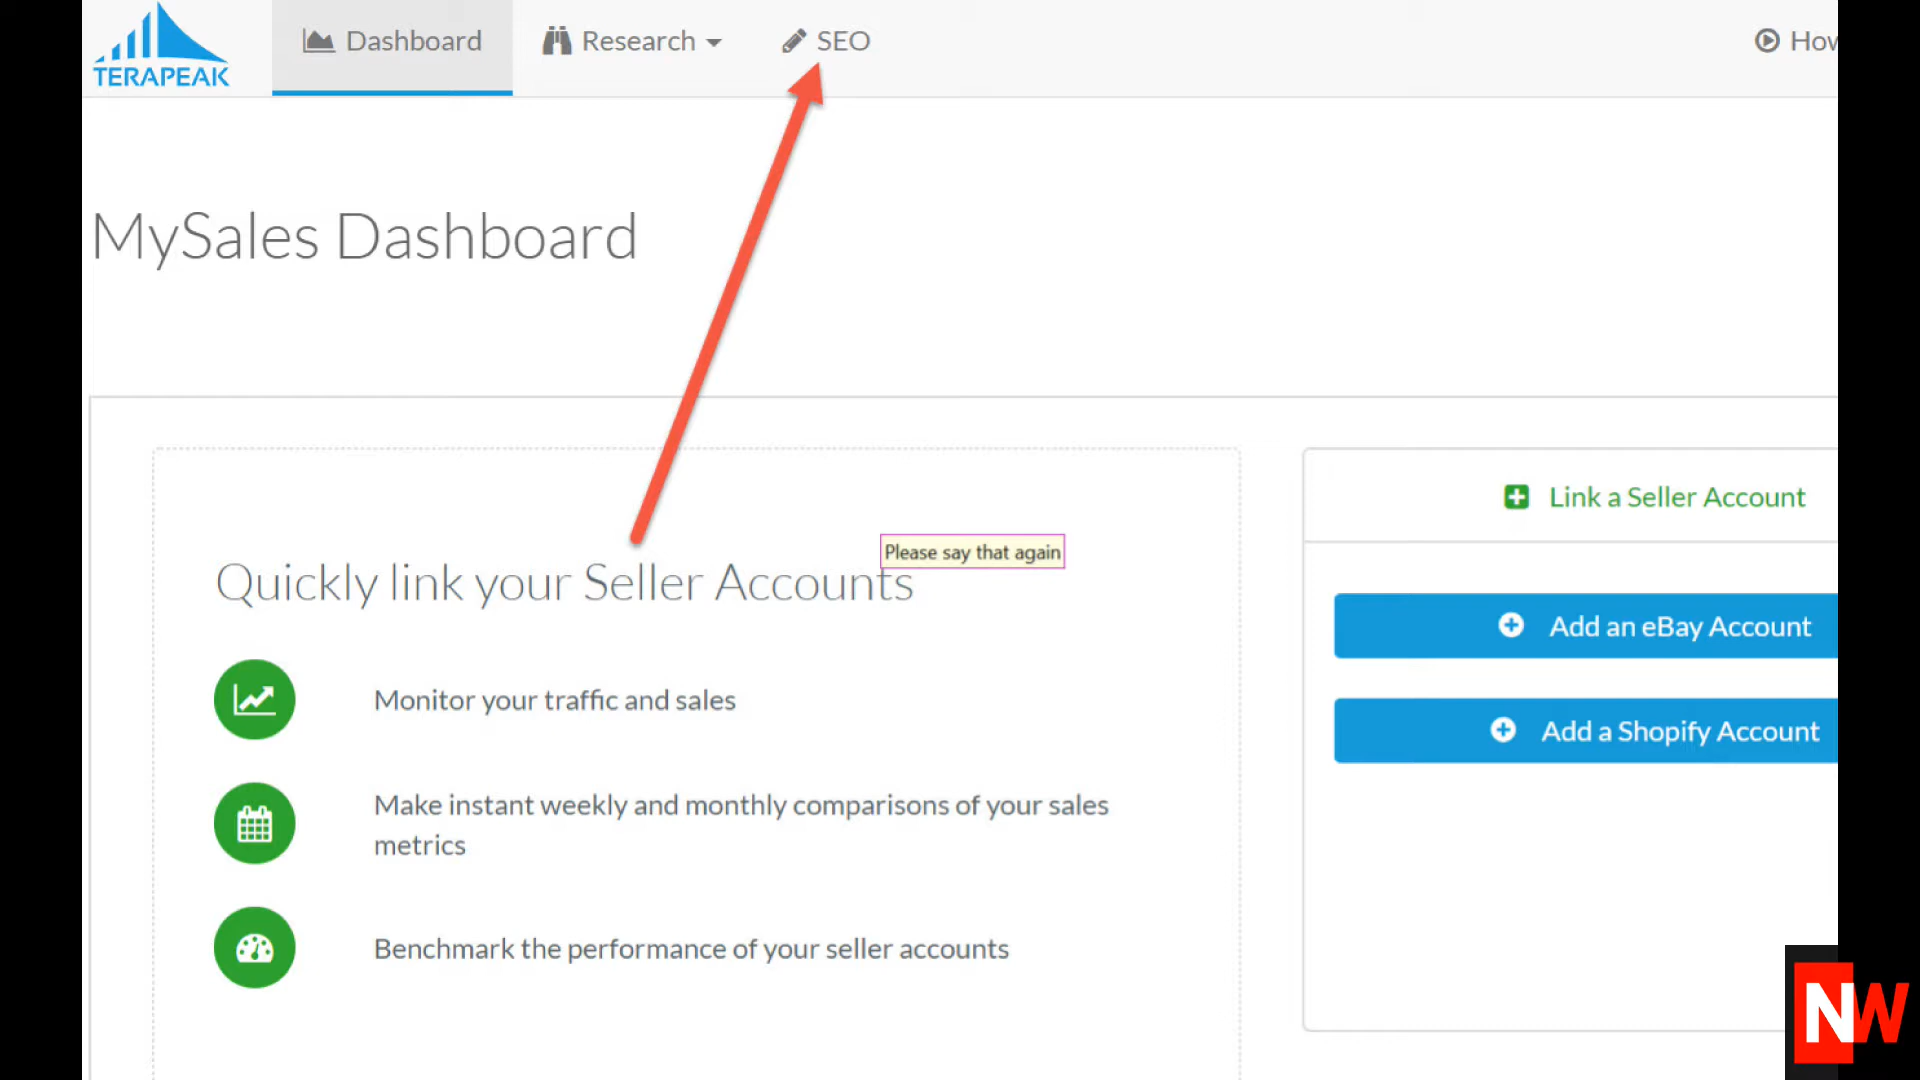 TERAPEAK
Dashboard
Research
SEO
How
MySales Dashboard
Link a Seller Account
Please say that again
Quickly link your Seller Accounts
Add an eBay Account
Monitor your traffic and sales
Add a Shopify Account
Make instant weekly and monthly comparisons of your sales
metrics
Benchmark the performance of your seller accounts
NW